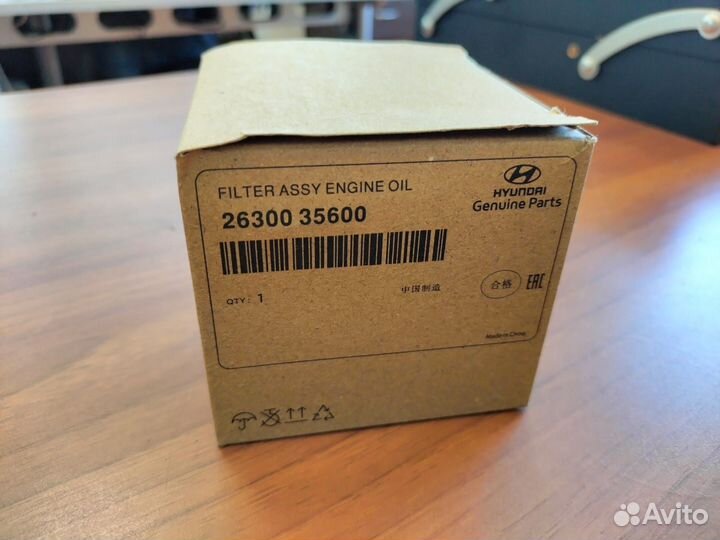 FILTER ASSY ENGINE OIL
26300 35600
HYUNDAI
Genuine Parts
QTY: 1
中国制造
合格
EAC
Made in China
Avito